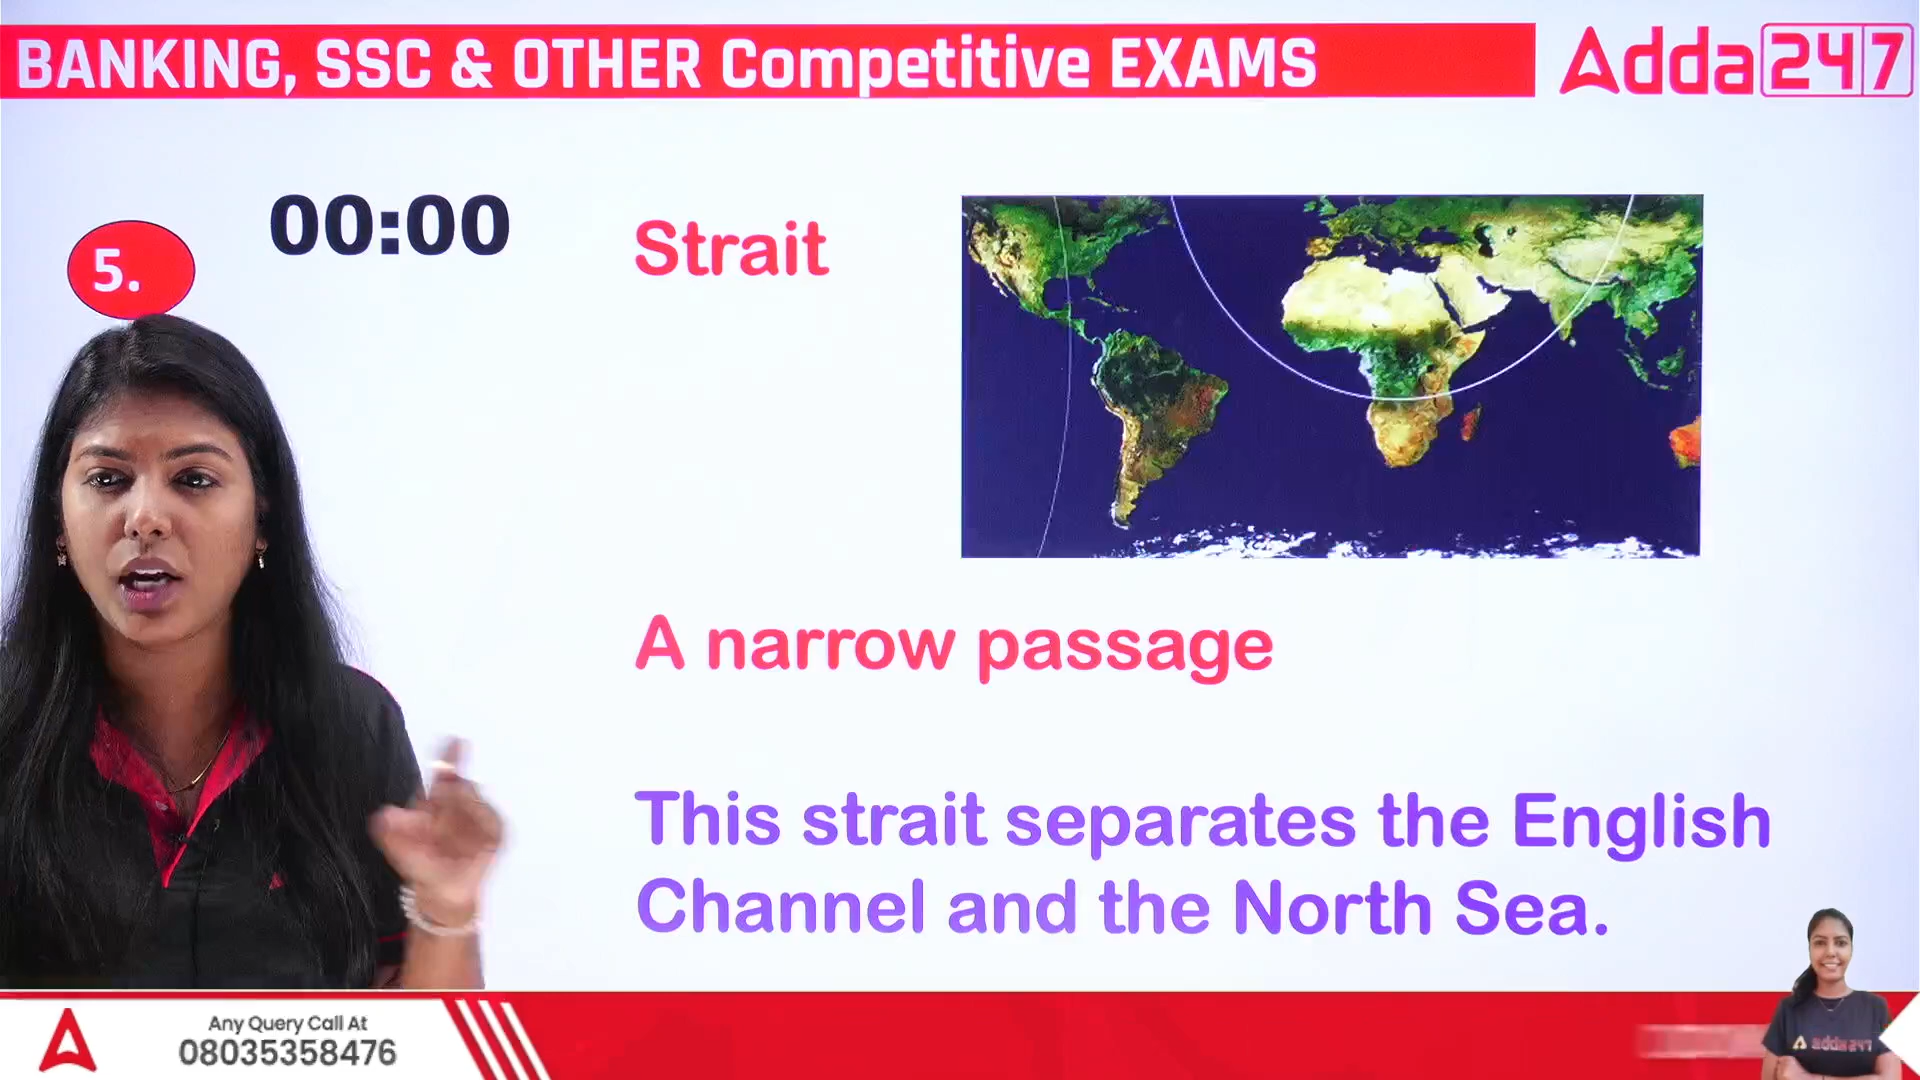 BANKING, SSC & OTHER Competitive EXAMS
Adda247
5.
00:00
Strait
A narrow passage
This strait separates the English
Channel and the North Sea.
Any Query Call At
08035358476
adda247